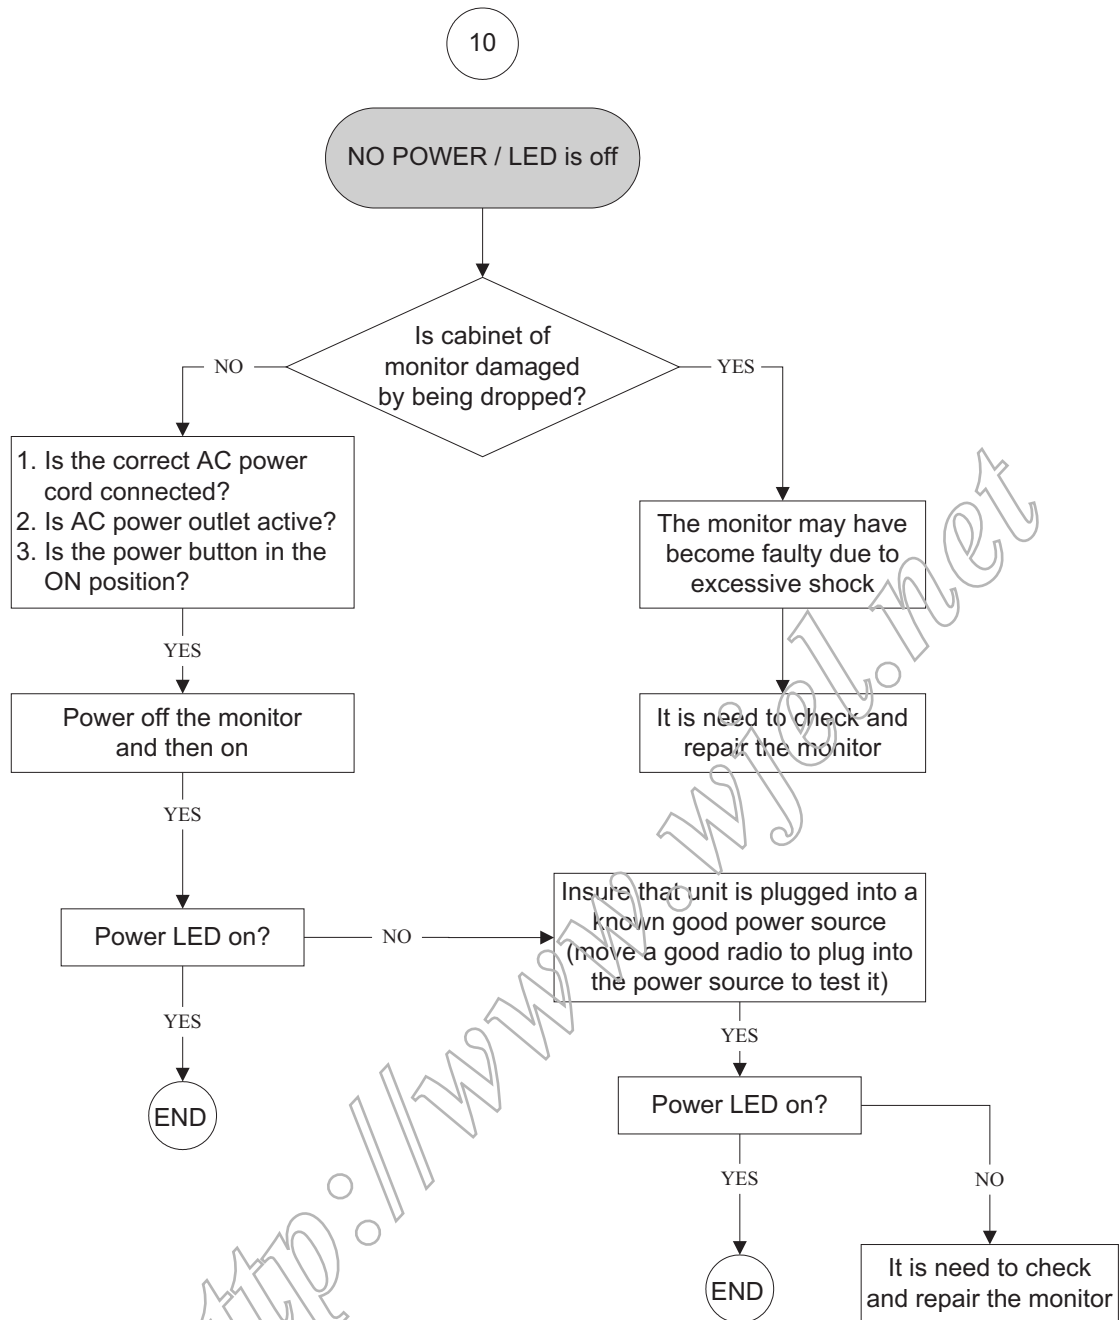 10
NO POWER / LED is off
Is cabinet of
monitor damaged
by being dropped?
NO
YES
1. Is the correct AC power
cord connected?
2. Is AC power outlet active?
3. Is the power button in the
ON position?
The monitor may have
become faulty due to
excessive shock
YES
Power off the monitor
and then on
It is need to check and
repair the monitor
YES
Power LED on?
NO
Insure that unit is plugged into a
known good power source
(move a good radio to plug into
the power source to test it)
YES
END
YES
Power LED on?
YES
NO
END
It is need to check
and repair the monitor
ttp://www.wjel.net